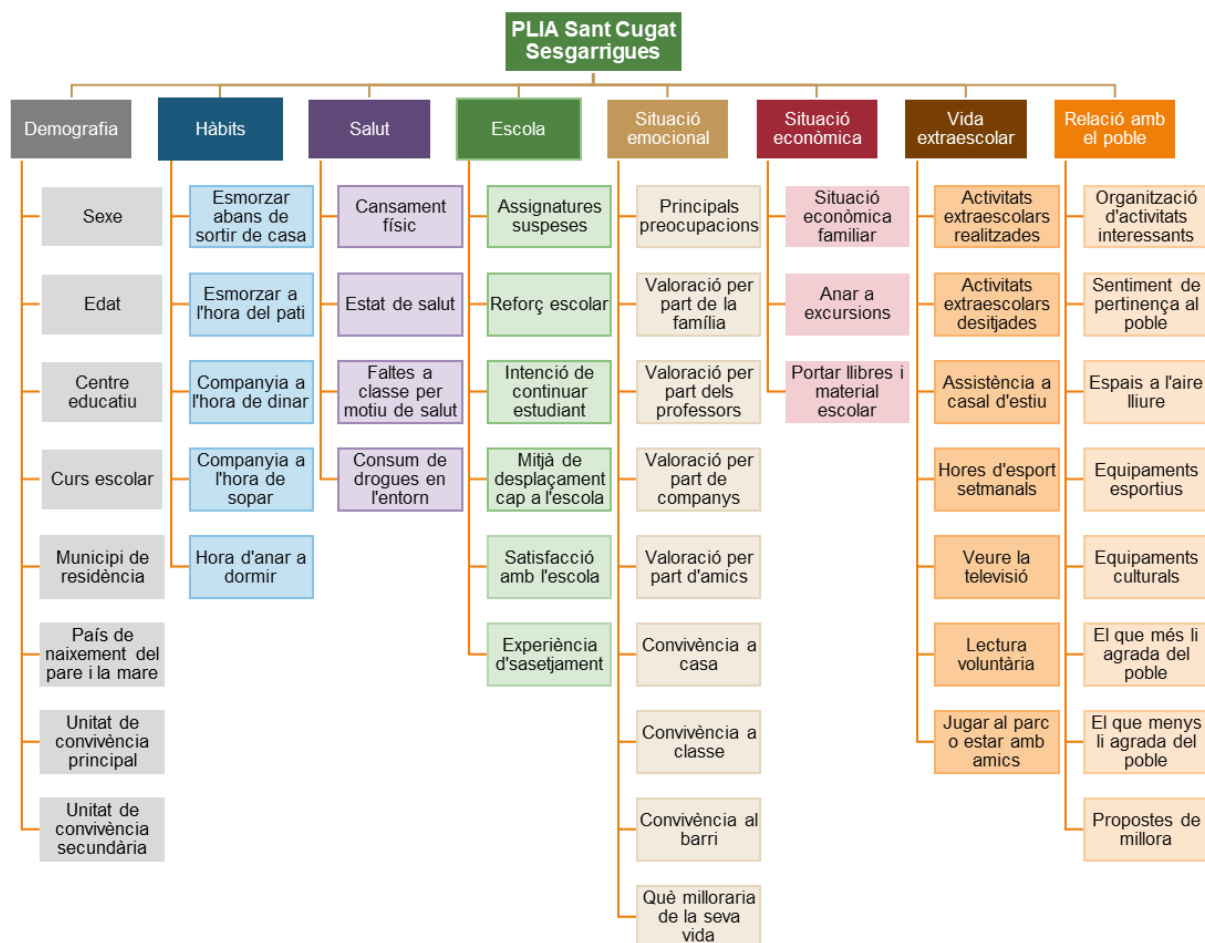 PLIA Sant Cugat
Sesgarrigues
Demografia
Hàbits
Salut
Escola
Situació
emocional
Situació
econòmica
Vida
extraescolar
Relació amb
el poble
Sexe
Edat
Centre
educatiu
Curs escolar
Municipi de
residència
País de
naixement del
pare i la mare
Unitat de
convivència
principal
Unitat de
convivència
secundària
Esmorzar
abans de
sortir de casa
Esmorzar a
l'hora del pati
Companyia a
l'hora de dinar
Companyia a
l'hora de
sopar
Hora d'anar a
dormir
Cansament
físic
Estat de salut
Faltes a
classe per
motiu de salut
Consum de
drogues en
l'entorn
Assignatures
suspeses
Reforç escolar
Intenció de
continuar
estudiant
Mitjà de
desplaçament
cap a l'escola
Satisfacció
amb l'escola
Experiència
d'sasetjament
Principals
preocupacions
Valoració per
part de la
família
Valoració per
part dels
professors
Valoració per
part de
companys
Valoració per
part d'amics
Convivència a
casa
Convivència a
classe
Convivència al
barri
Què milloraria
de la seva
vida
Situació
econòmica
familiar
Anar a
excursions
Portar llibres i
material
escolar
Activitats
extraescolars
realitzades
Activitats
extraescolars
desitjades
Assistència a
casal d'estiu
Hores d'esport
setmanals
Veure la
televisió
Lectura
voluntària
Jugar al parc
o estar amb
amics
Organització
d'activitats
interessants
Sentiment de
pertinença al
poble
Espais a l'aire
lliure
Equipaments
esportius
Equipaments
culturals
El que més li
agrada del
poble
El que menys
li agrada del
poble
Propostes de
millora